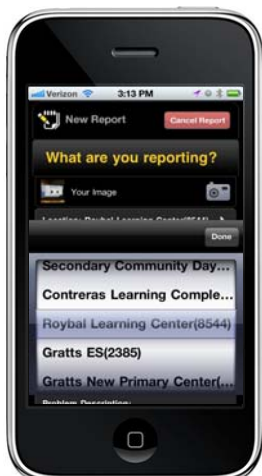 Verizon 3:13 PM
New Report Cancel Report
What are you reporting?
Your Image
Location: Roybal Learning Center(8544)
Done
Secondary Community Day...
Contreras Learning Comple...
Roybal Learning Center(8544)
Gratts ES(2385)
Gratts New Primary Center(...
Problem Description: